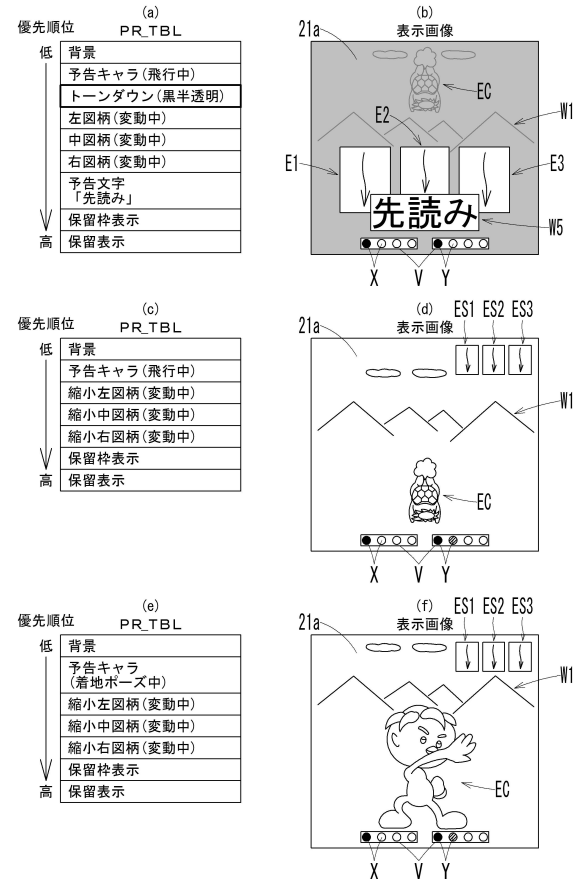 (a)
優先順位 PR_TBL
低 背景
予告キャラ(飛行中)
トーンダウン(黒半透明)
左図柄(変動中)
中図柄(変動中)
右図柄(変動中)
予告文字
「先読み」
保留枠表示
高 保留表示
(b)
表示画像
21a
EC
E2
W1
E1
E3
先読み
W5
X V Y
(c)
優先順位 PR_TBL
低 背景
予告キャラ(飛行中)
縮小左図柄(変動中)
縮小中図柄(変動中)
縮小右図柄(変動中)
保留枠表示
高 保留表示
(d)
表示画像
21a
ES1 ES2 ES3
W1
EC
X V Y
(e)
優先順位 PR_TBL
低 背景
予告キャラ
(着地ポーズ中)
縮小左図柄(変動中)
縮小中図柄(変動中)
縮小右図柄(変動中)
保留枠表示
高 保留表示
(f)
表示画像
21a
ES1 ES2 ES3
W1
EC
X V Y